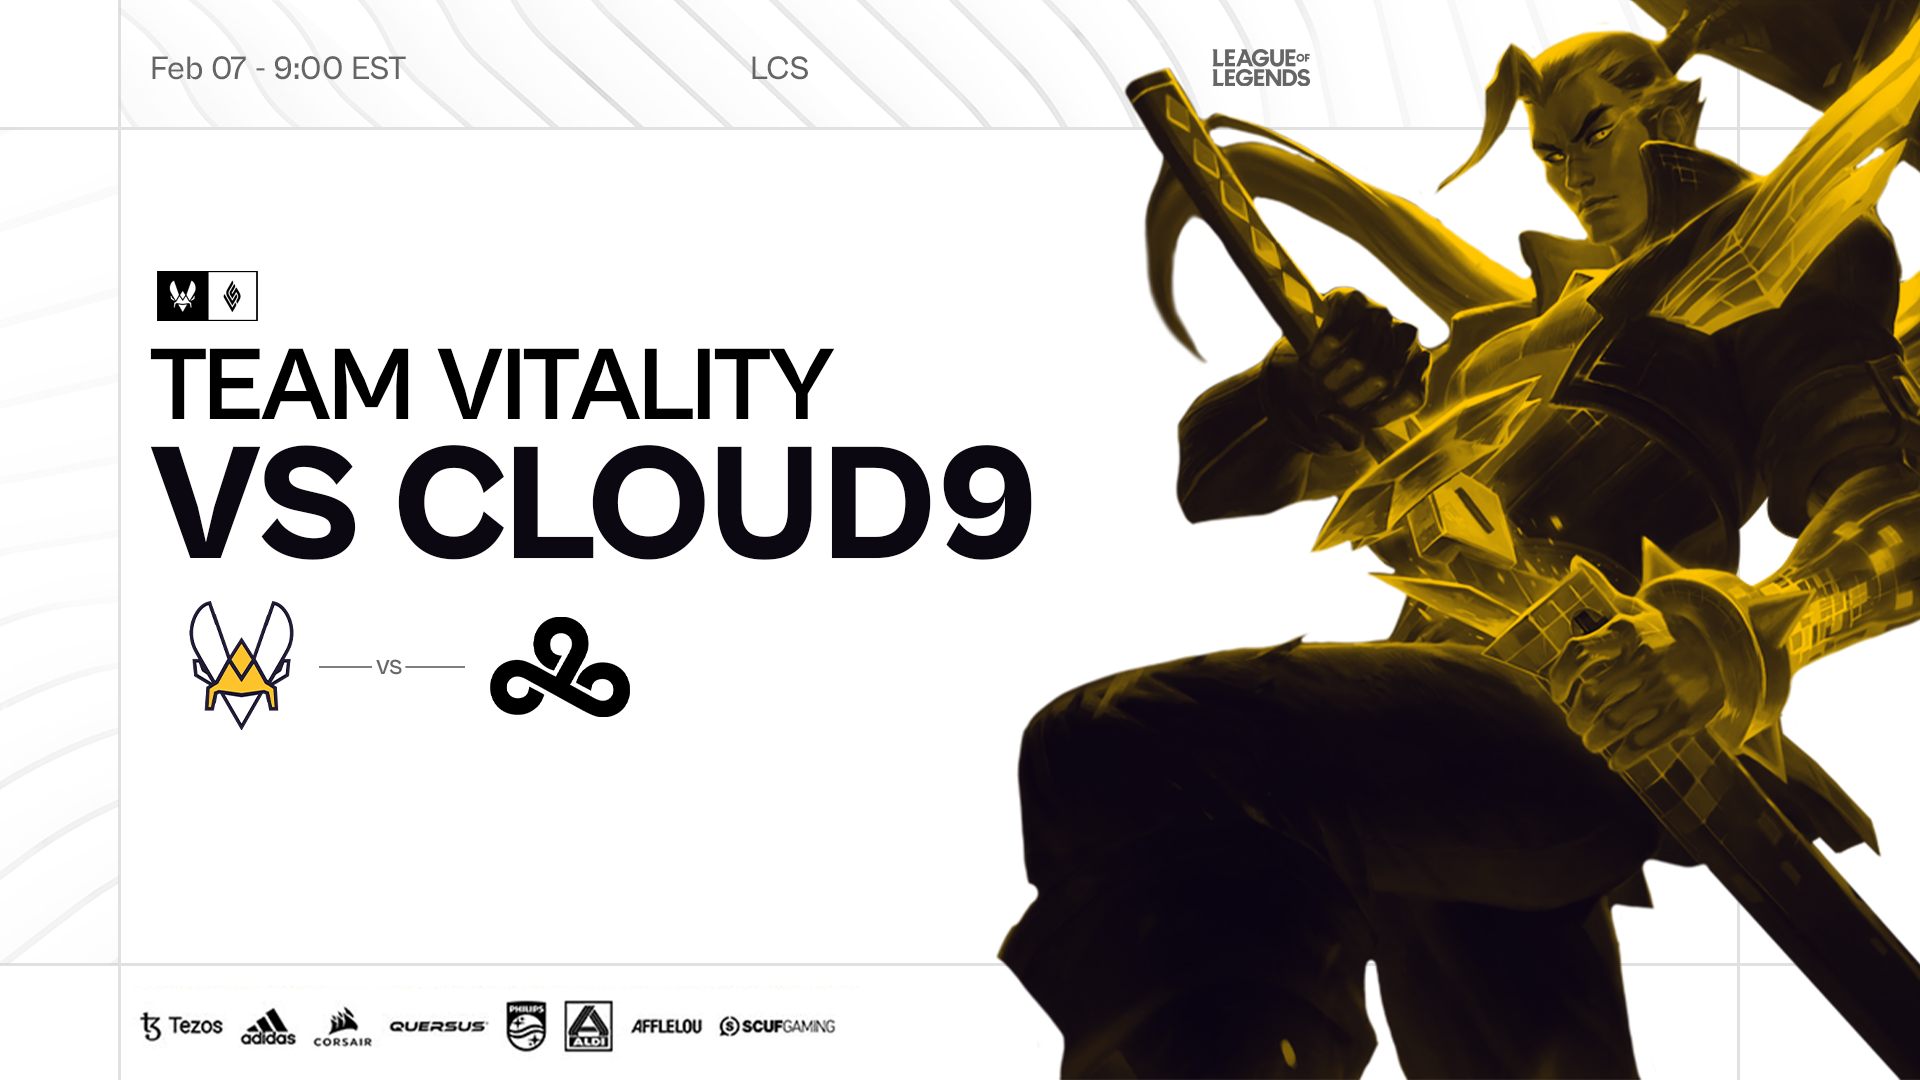 Feb 07 - 9:00 EST
LCS
LEAGUE OF
LEGENDS
TEAM VITALITY
VS CLOUD9
VS
Tezos
adidas
CORSAIR
QUERSUS
PHILIPS
ALDI
AFFLELOU
SCUFGAMING